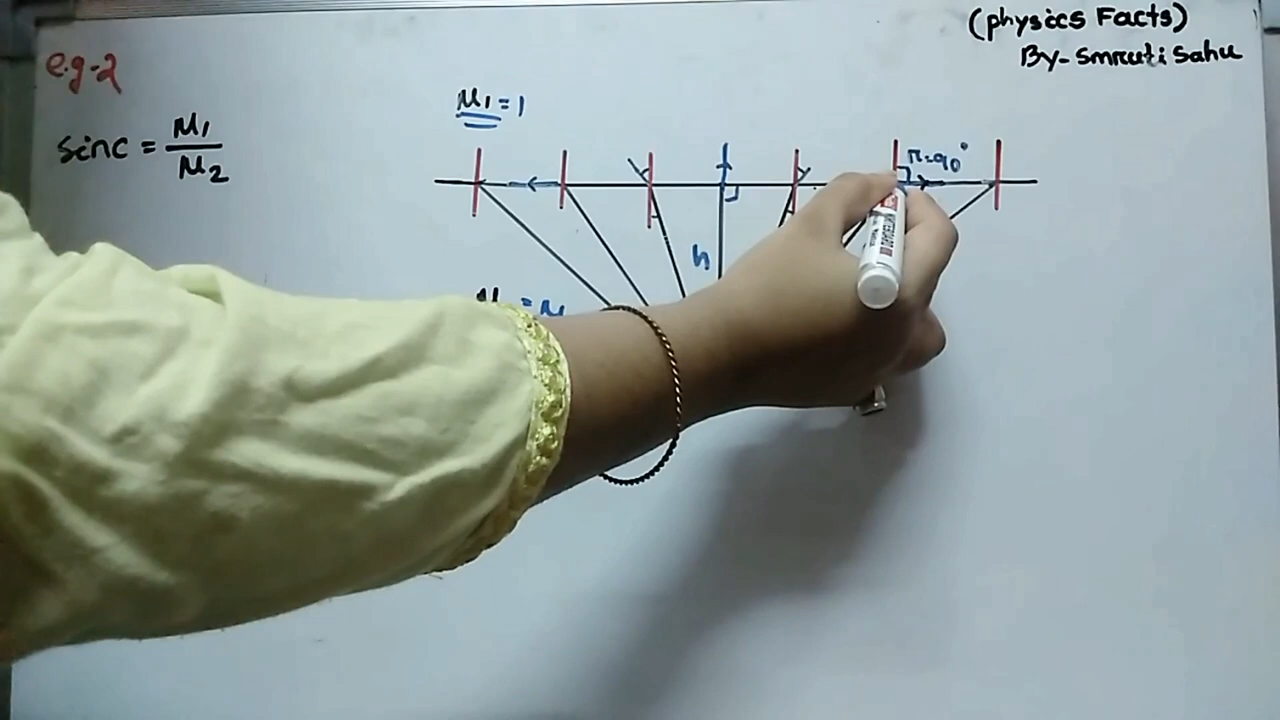 (physics Facts)
By-Smruti Sahu
e.g-2
sinc = μ1/μ2
μ1 = 1
r=90°
h